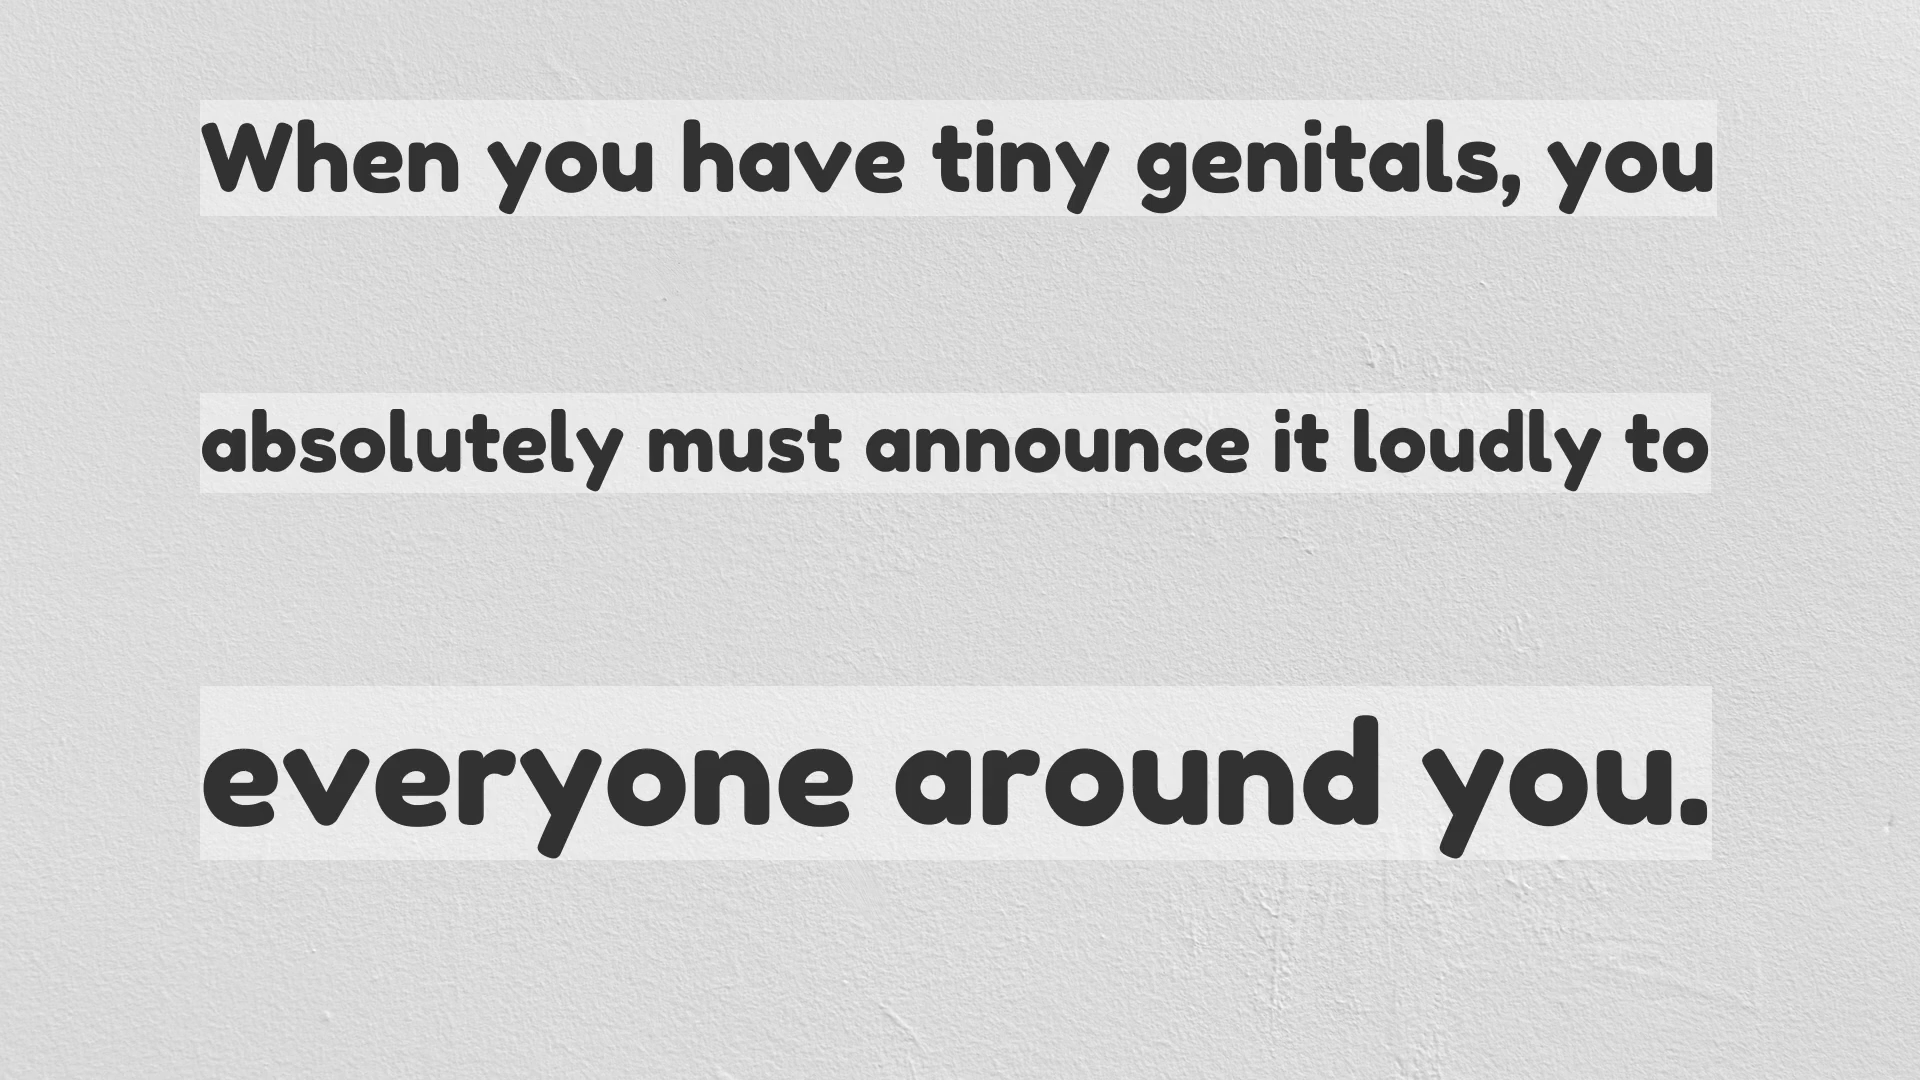 When you have tiny genitals, you
absolutely must announce it loudly to
everyone around you.